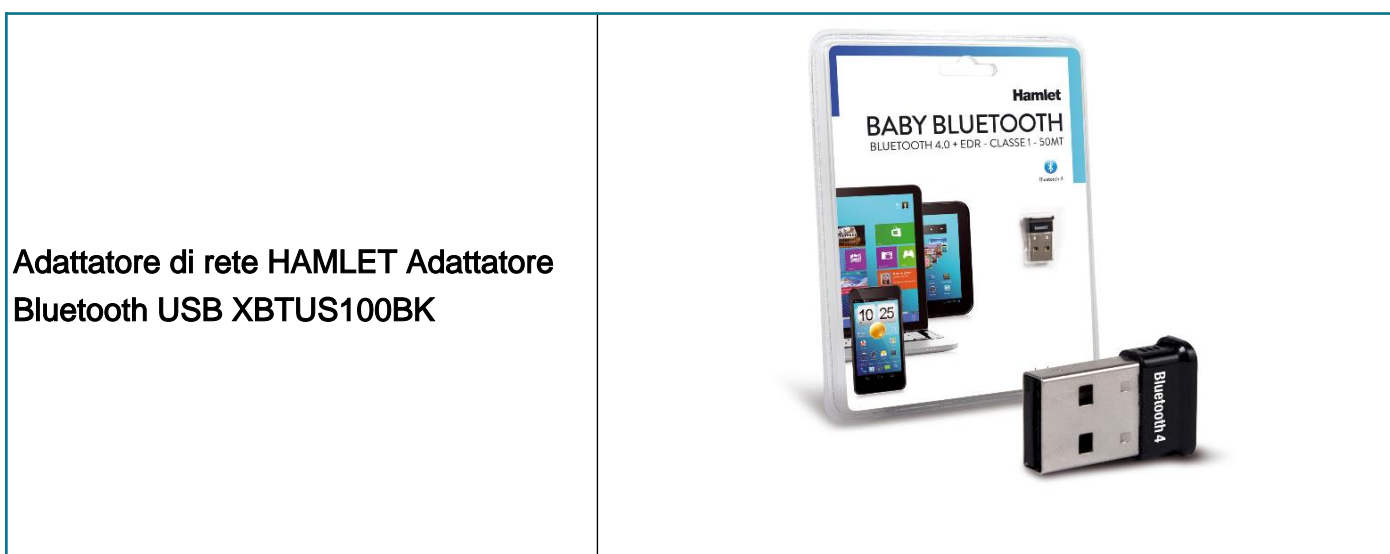 Adattatore di rete HAMLET Adattatore
Bluetooth USB XBTUS100BK
Hamlet
BABY BLUETOOTH
BLUETOOTH 4.0 + EDR - CLASSE 1 - 50MT
Bluetooth 4
10 25
Bluetooth 4